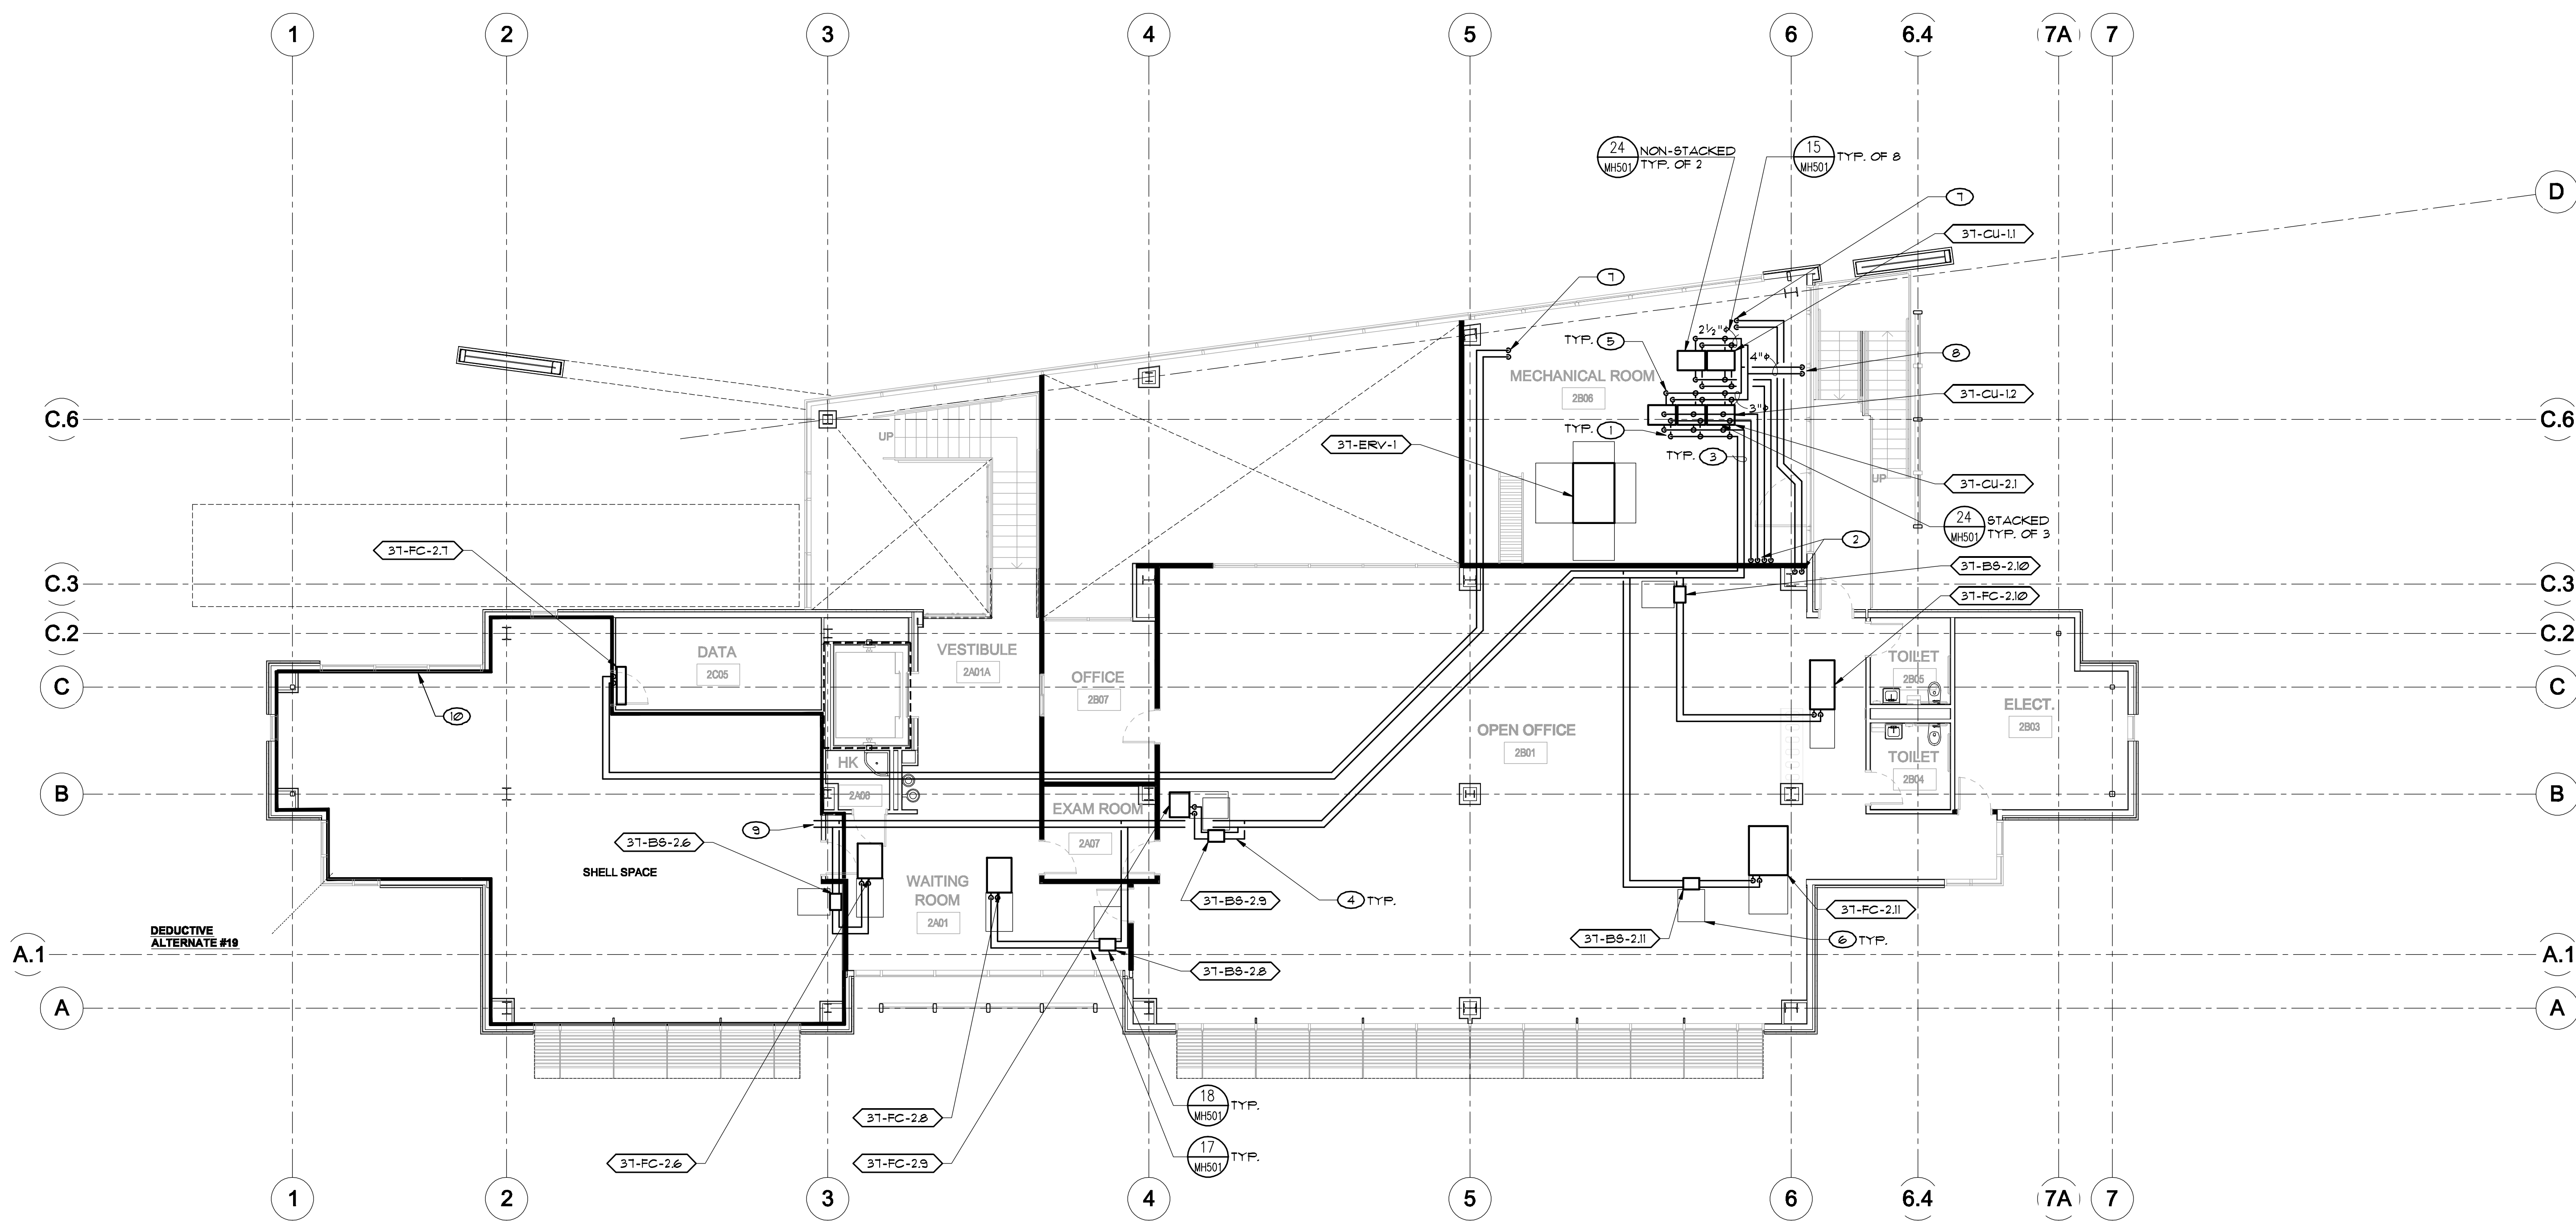 1
2
3
4
5
6
6.4
7A
7
24
MH501
NON-STACKED
TYP. OF 2
15
MH501
TYP. OF 8
D
7
37-CU-1.1
7
2½"ϕ
TYP. 5
4"ϕ
8
MECHANICAL ROOM
2B06
37-CU-1.2
3"ϕ
C.6
C.6
UP
TYP. 1
37-ERV-1
TYP. 3
UP
37-CU-2.1
24
MH501
STACKED
TYP. OF 3
2
37-FC-2.7
37-BS-2.10
C.3
C.3
37-FC-2.10
C.2
C.2
DATA
2C05
VESTIBULE
2A01A
OFFICE
2B07
TOILET
2B05
C
C
10
OPEN OFFICE
2B01
ELECT.
2B03
HK
2A06
TOILET
2B04
B
B
EXAM ROOM
2A07
9
37-BS-2.6
SHELL SPACE
WAITING
ROOM
2A01
37-BS-2.9
4 TYP.
37-FC-2.11
DEDUCTIVE
ALTERNATE #19
37-BS-2.11
6 TYP.
A.1
A.1
37-BS-2.8
A
A
18
MH501
TYP.
37-FC-2.8
17
MH501
TYP.
37-FC-2.6
37-FC-2.9
1
2
3
4
5
6
6.4
7A
7